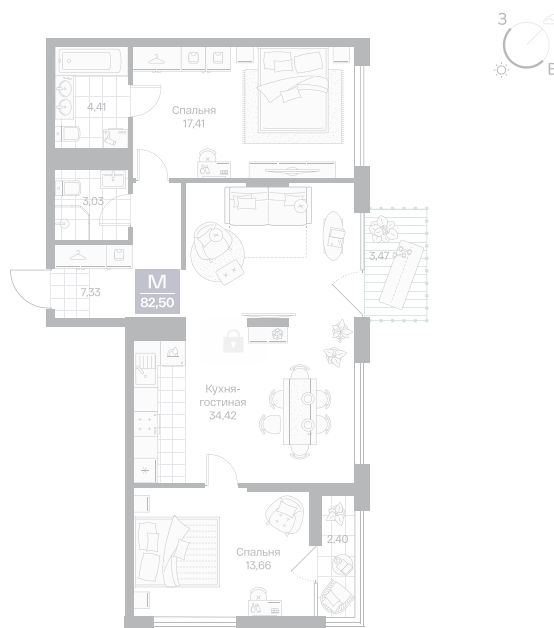 З
В
4,41
Спальня
17,41
3,03
3,47
7,33
М
82,50
Кухня-
гостиная
34,42
2,40
Спальня
13,66